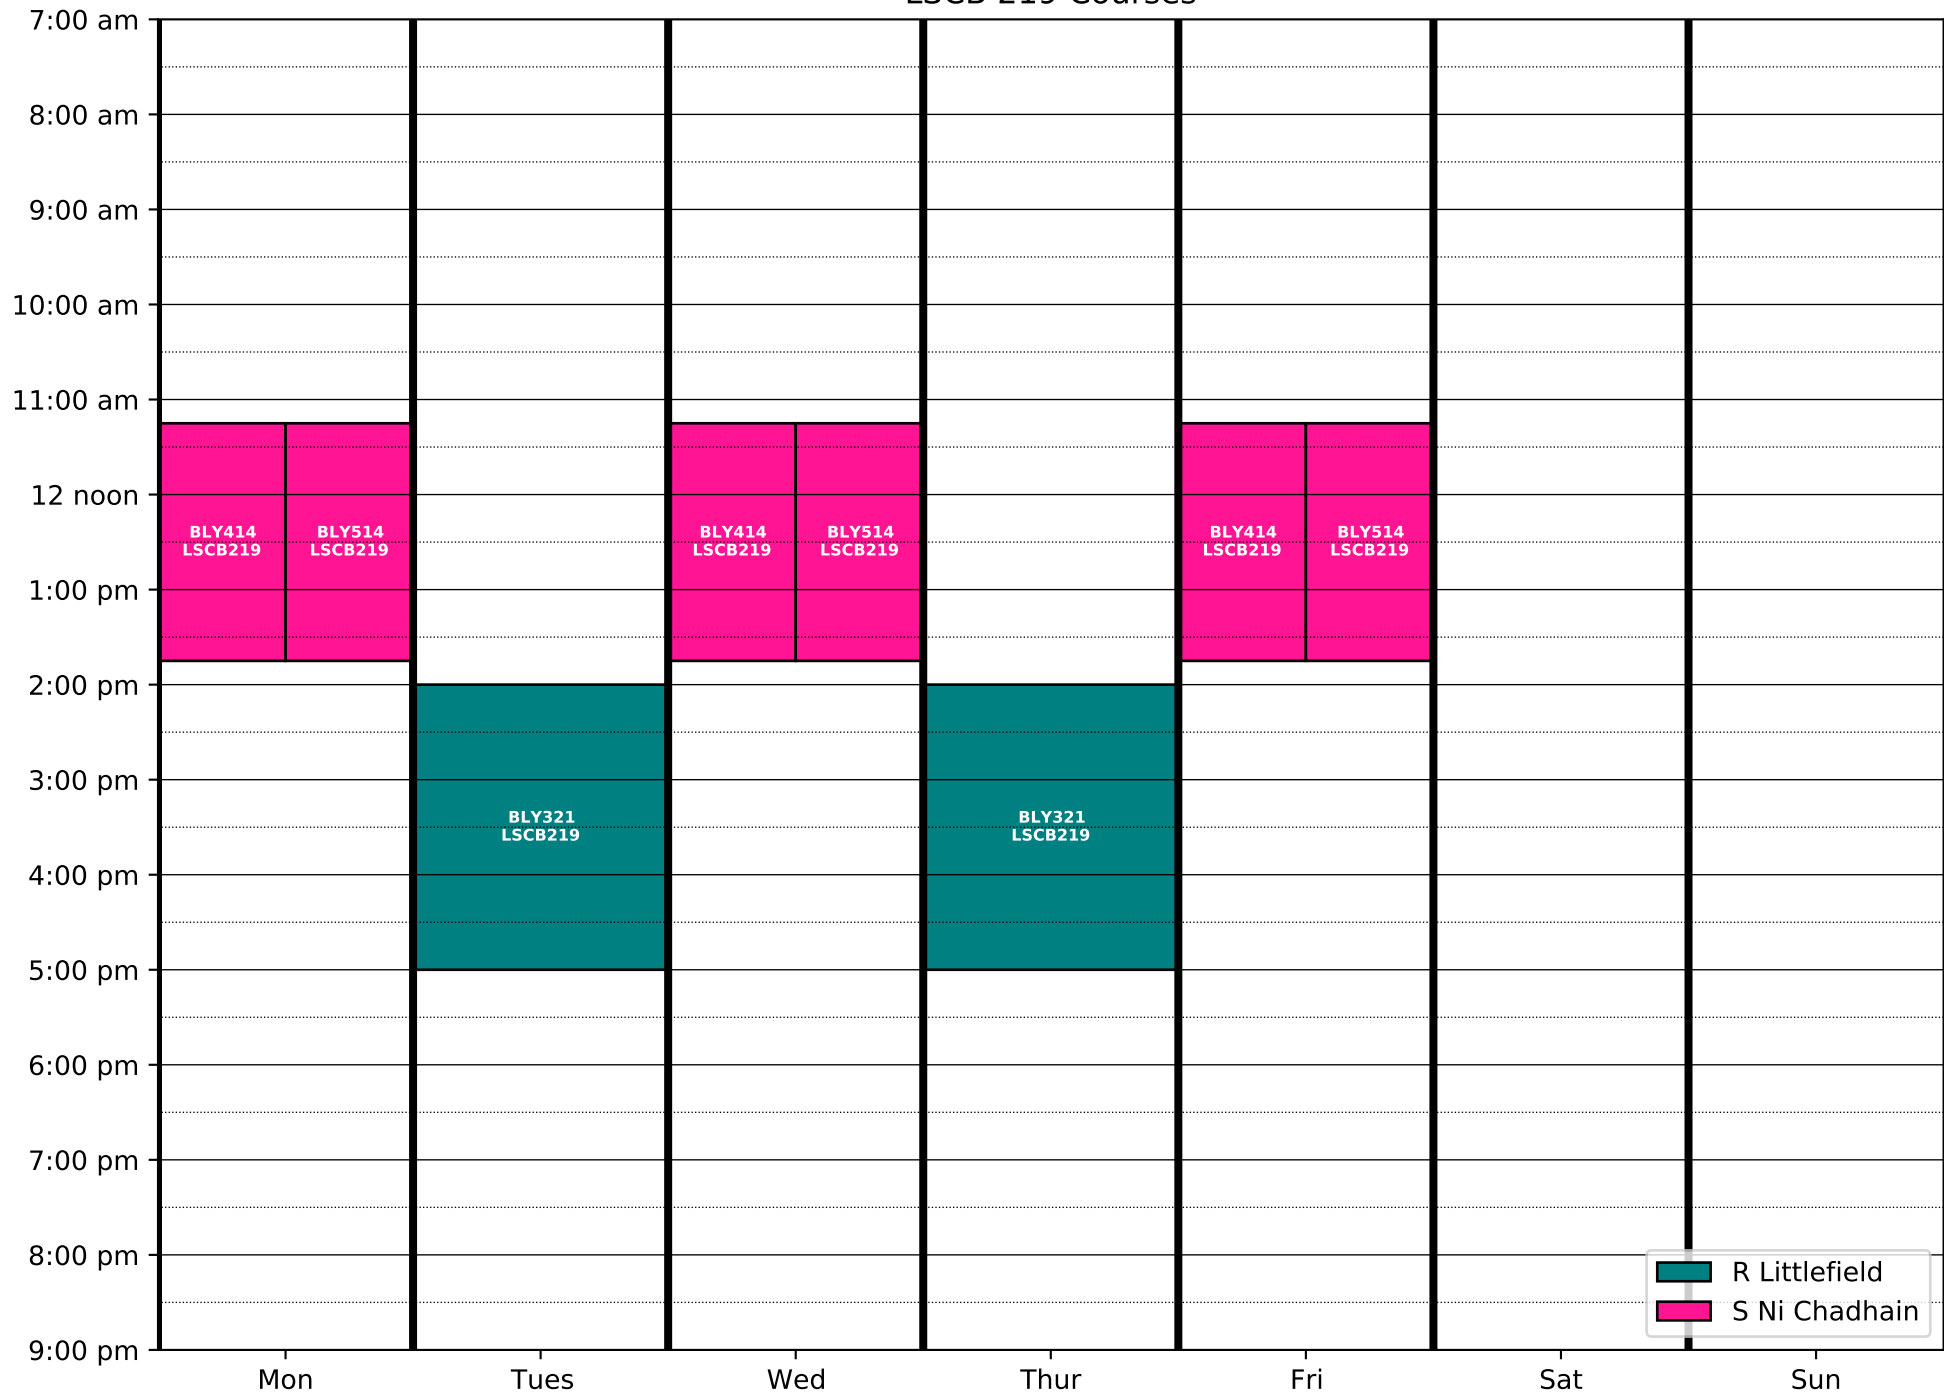 LSCB 219 Courses
7:00 am
8:00 am
9:00 am
10:00 am
11:00 am
12 noon
1:00 pm
2:00 pm
3:00 pm
4:00 pm
5:00 pm
6:00 pm
7:00 pm
8:00 pm
9:00 pm
BLY414
LSCB219
BLY514
LSCB219
BLY414
LSCB219
BLY514
LSCB219
BLY414
LSCB219
BLY514
LSCB219
BLY321
LSCB219
BLY321
LSCB219
R Littlefield
S Ni Chadhain
Mon
Tues
Wed
Thur
Fri
Sat
Sun